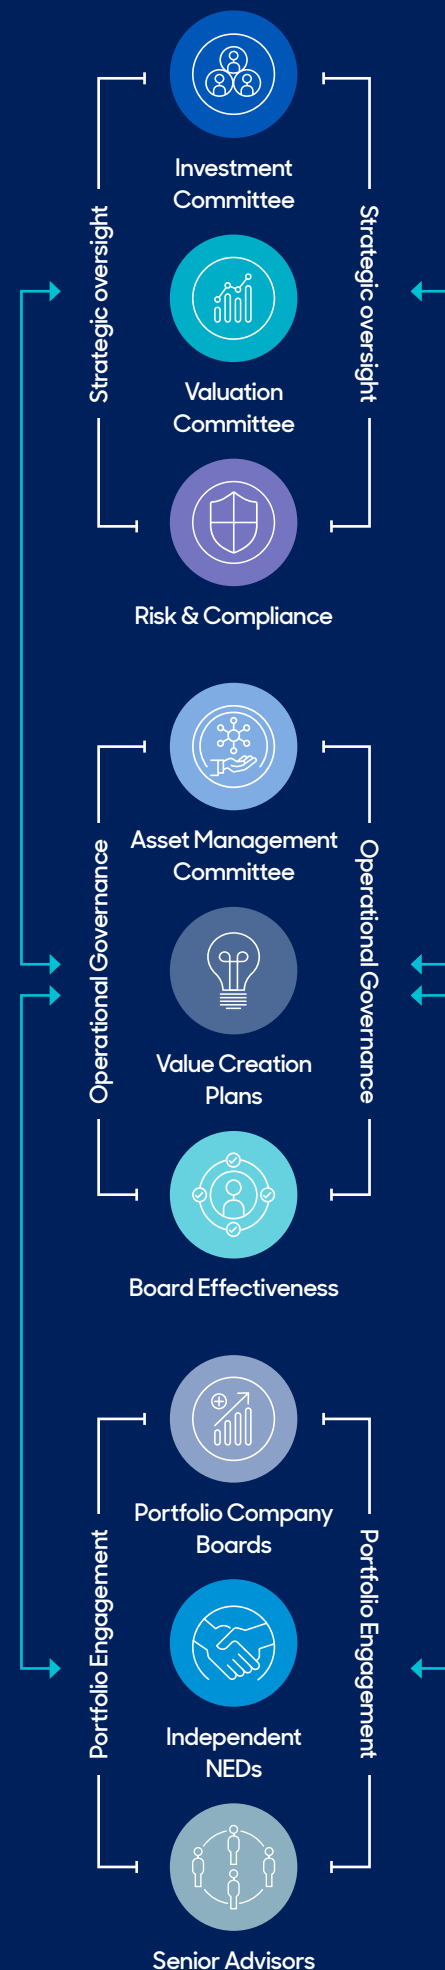 Investment
Committee
Strategic oversight
Strategic oversight
Valuation
Committee
Risk & Compliance
Asset Management
Committee
Operational Governance
Operational Governance
Value Creation
Plans
Board Effectiveness
Portfolio Company
Boards
Portfolio Engagement
Portfolio Engagement
Independent
NEDs
Senior Advisors